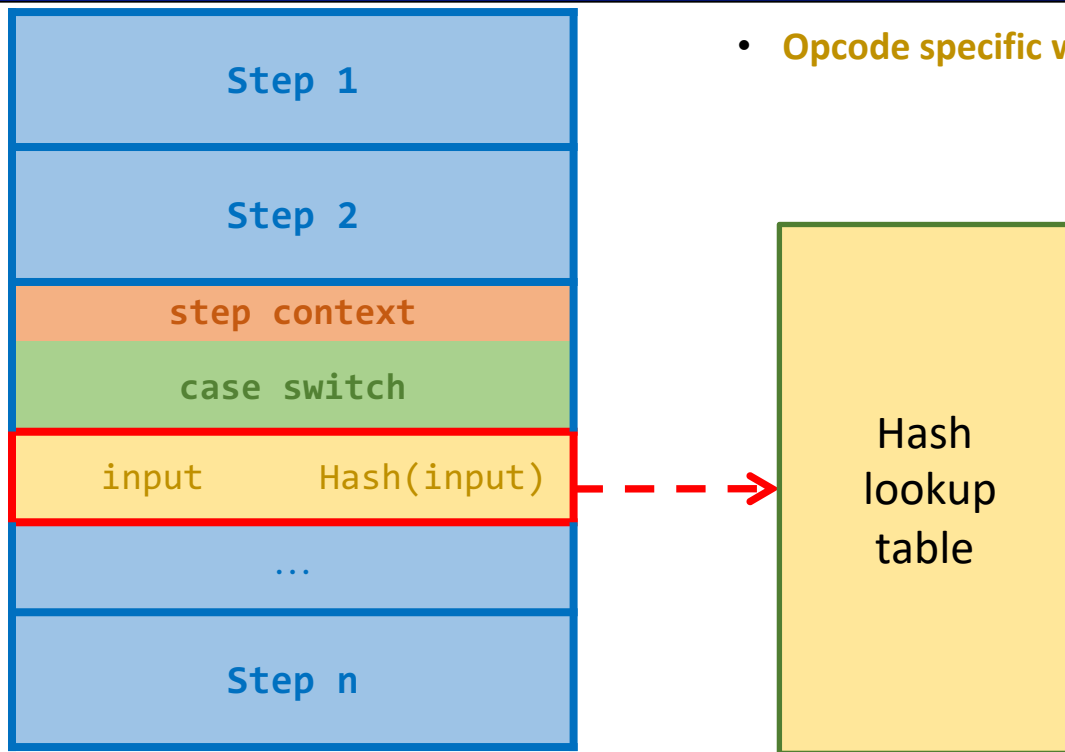 Step 1
Step 2
step context
case switch
input Hash(input)
...
Step n
• Opcode specific
Hash
lookup
table